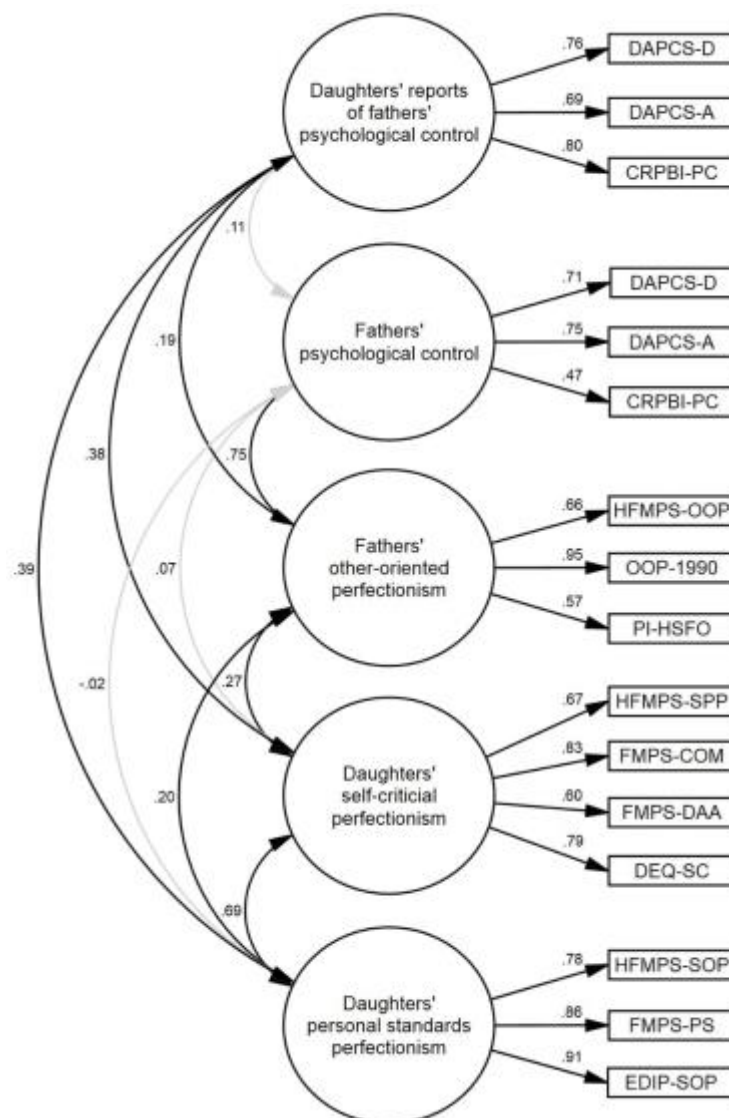 .76
DAPCS-D
Daughters' reports
of fathers'
psychological control
.69
DAPCS-A
.80
CRPBI-PC
.11
.71
DAPCS-D
Fathers'
psychological control
.75
DAPCS-A
.47
CRPBI-PC
.19
.38
.75
.66
HFMPS-OOP
Fathers'
other-oriented
perfectionism
.95
OOP-1990
.57
PI-HSFO
.39
.07
-.02
.27
.67
HFMPS-SPP
Daughters'
self-criticial
perfectionism
.83
FMPS-COM
.60
FMPS-DAA
.79
DEQ-SC
.20
.69
.78
HFMPS-SOP
Daughters'
personal standards
perfectionism
.86
FMPS-PS
.91
EDIP-SOP